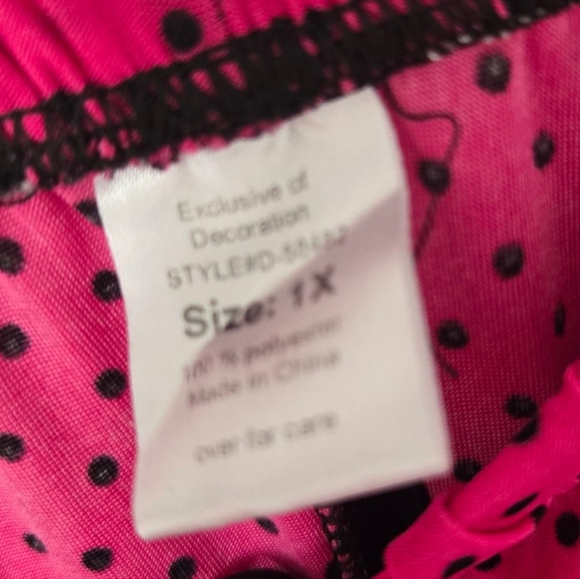 Exclusive of
Decoration
STYLE#D-
Size: 1X
100 % polyester
Made in China
over for care